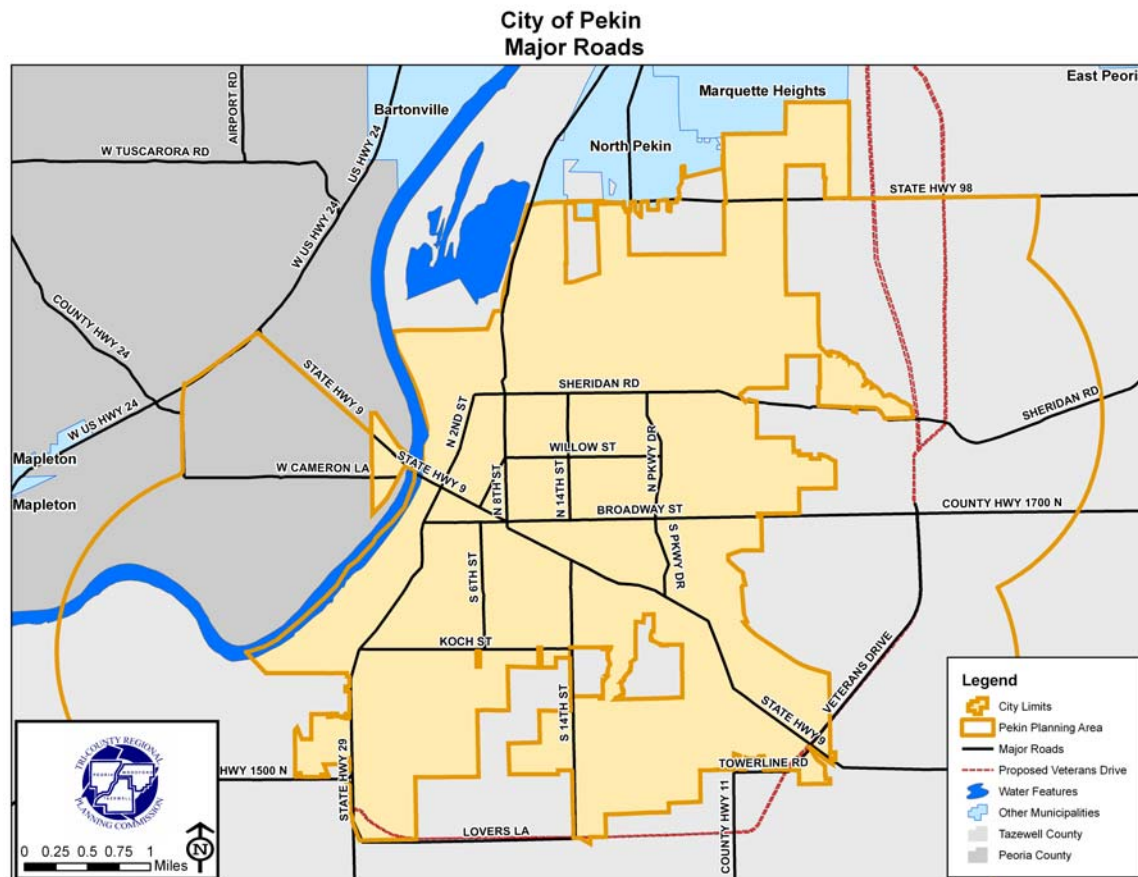 City of Pekin
Major Roads
East Peori
AIRPORT RD
Bartonville
Marquette Heights
US HWY 24
North Pekin
W TUSCARORA RD
STATE HWY 98
W US HWY 24
COUNTY HWY 24
STATE HWY 9
SHERIDAN RD
SHERIDAN RD
N 2ND ST
W US HWY 24
WILLOW ST
N PKWY DR
Mapleton
W CAMERON LA
STATE HWY 9
N 8TH ST
N 14TH ST
Mapleton
BROADWAY ST
COUNTY HWY 1700 N
S 6TH ST
S PKWY DR
KOCH ST
VETERANS DRIVE
S 14TH ST
STATE HWY 9
STATE HWY 29
HWY 1500 N
TOWERLINE RD
COUNTY HWY 11
LOVERS LA
Legend
City Limits
Pekin Planning Area
Major Roads
Proposed Veterans Drive
Water Features
Other Municipalities
Tazewell County
Peoria County
TRI-COUNTY REGIONAL
PEORIA WOODFORD
TAZEWELL
PLANNING COMMISSION
N
0 0.25 0.5 0.75 1
Miles